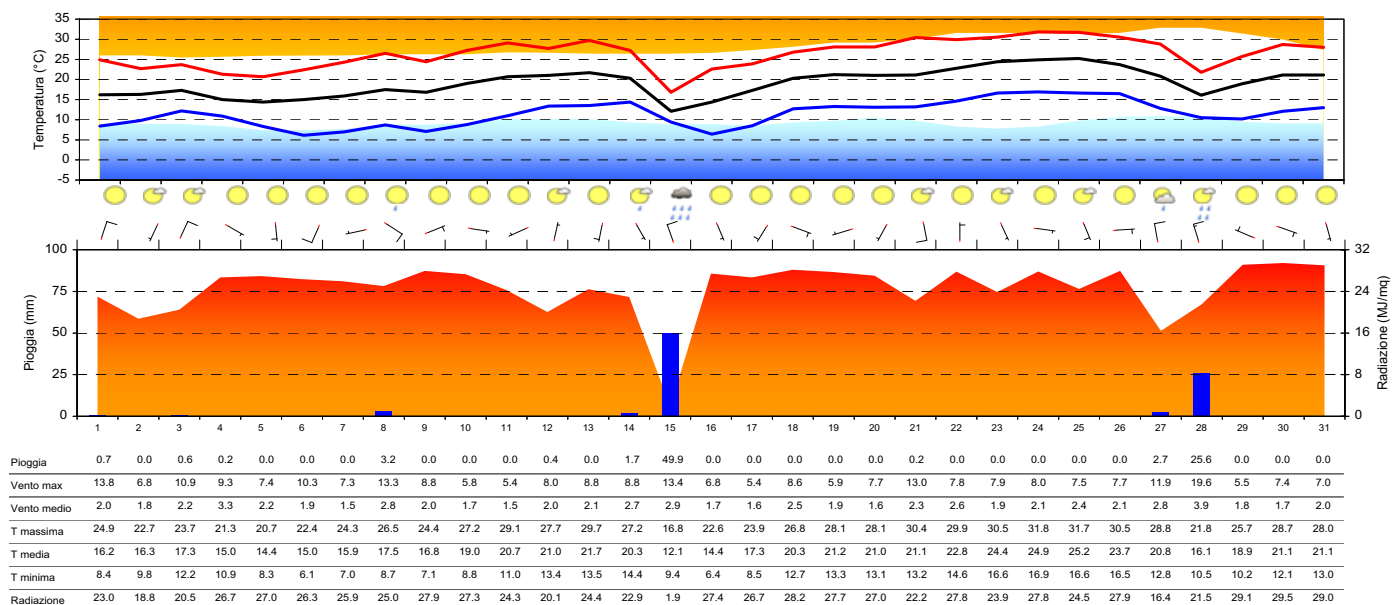 35
30
25
20
15
10
5
0
-5
Temperatura (°C)
100
75
50
25
0
Pioggia (mm)
32
24
16
8
0
Radiazione (MJ/mq)
1 2 3 4 5 6 7 8 9 10 11 12 13 14 15 16 17 18 19 20 21 22 23 24 25 26 27 28 29 30 31
Pioggia 0.7 0.0 0.6 0.2 0.0 0.0 0.0 3.2 0.0 0.0 0.0 0.4 0.0 1.7 49.9 0.0 0.0 0.0 0.0 0.0 0.2 0.0 0.0 0.0 0.0 0.0 2.7 25.6 0.0 0.0 0.0
Vento max 13.8 6.8 10.9 9.3 7.4 10.3 7.3 13.3 8.8 5.8 5.4 8.0 8.8 8.8 13.4 6.8 5.4 8.6 5.9 7.7 13.0 7.8 7.9 8.0 7.5 7.7 11.9 19.6 5.5 7.4 7.0
Vento medio 2.0 1.8 2.2 3.3 2.2 1.9 1.5 2.8 2.0 1.7 1.5 2.0 2.1 2.7 2.9 1.7 1.6 2.5 1.9 1.6 2.3 2.6 1.9 2.1 2.4 2.1 2.8 3.9 1.8 1.7 2.0
T massima 24.9 22.7 23.7 21.3 20.7 22.4 24.3 26.5 24.4 27.2 29.1 27.7 29.7 27.2 16.8 22.6 23.9 26.8 28.1 28.1 30.4 29.9 30.5 31.8 31.7 30.5 28.8 21.8 25.7 28.7 28.0
T media 16.2 16.3 17.3 15.0 14.4 15.0 15.9 17.5 16.8 19.0 20.7 21.0 21.7 20.3 12.1 14.4 17.3 20.3 21.2 21.0 21.1 22.8 24.4 24.9 25.2 23.7 20.8 16.1 18.9 21.1 21.1
T minima 8.4 9.8 12.2 10.9 8.3 6.1 7.0 8.7 7.1 8.8 11.0 13.4 13.5 14.4 9.4 6.4 8.5 12.7 13.3 13.1 13.2 14.6 16.6 16.9 16.6 16.5 12.8 10.5 10.2 12.1 13.0
Radiazione 23.0 18.8 20.5 26.7 27.0 26.3 25.9 25.0 27.9 27.3 24.3 20.1 24.4 22.9 1.9 27.4 26.7 28.2 27.7 27.0 22.2 27.8 23.9 27.8 24.5 27.9 16.4 21.5 29.1 29.5 29.0